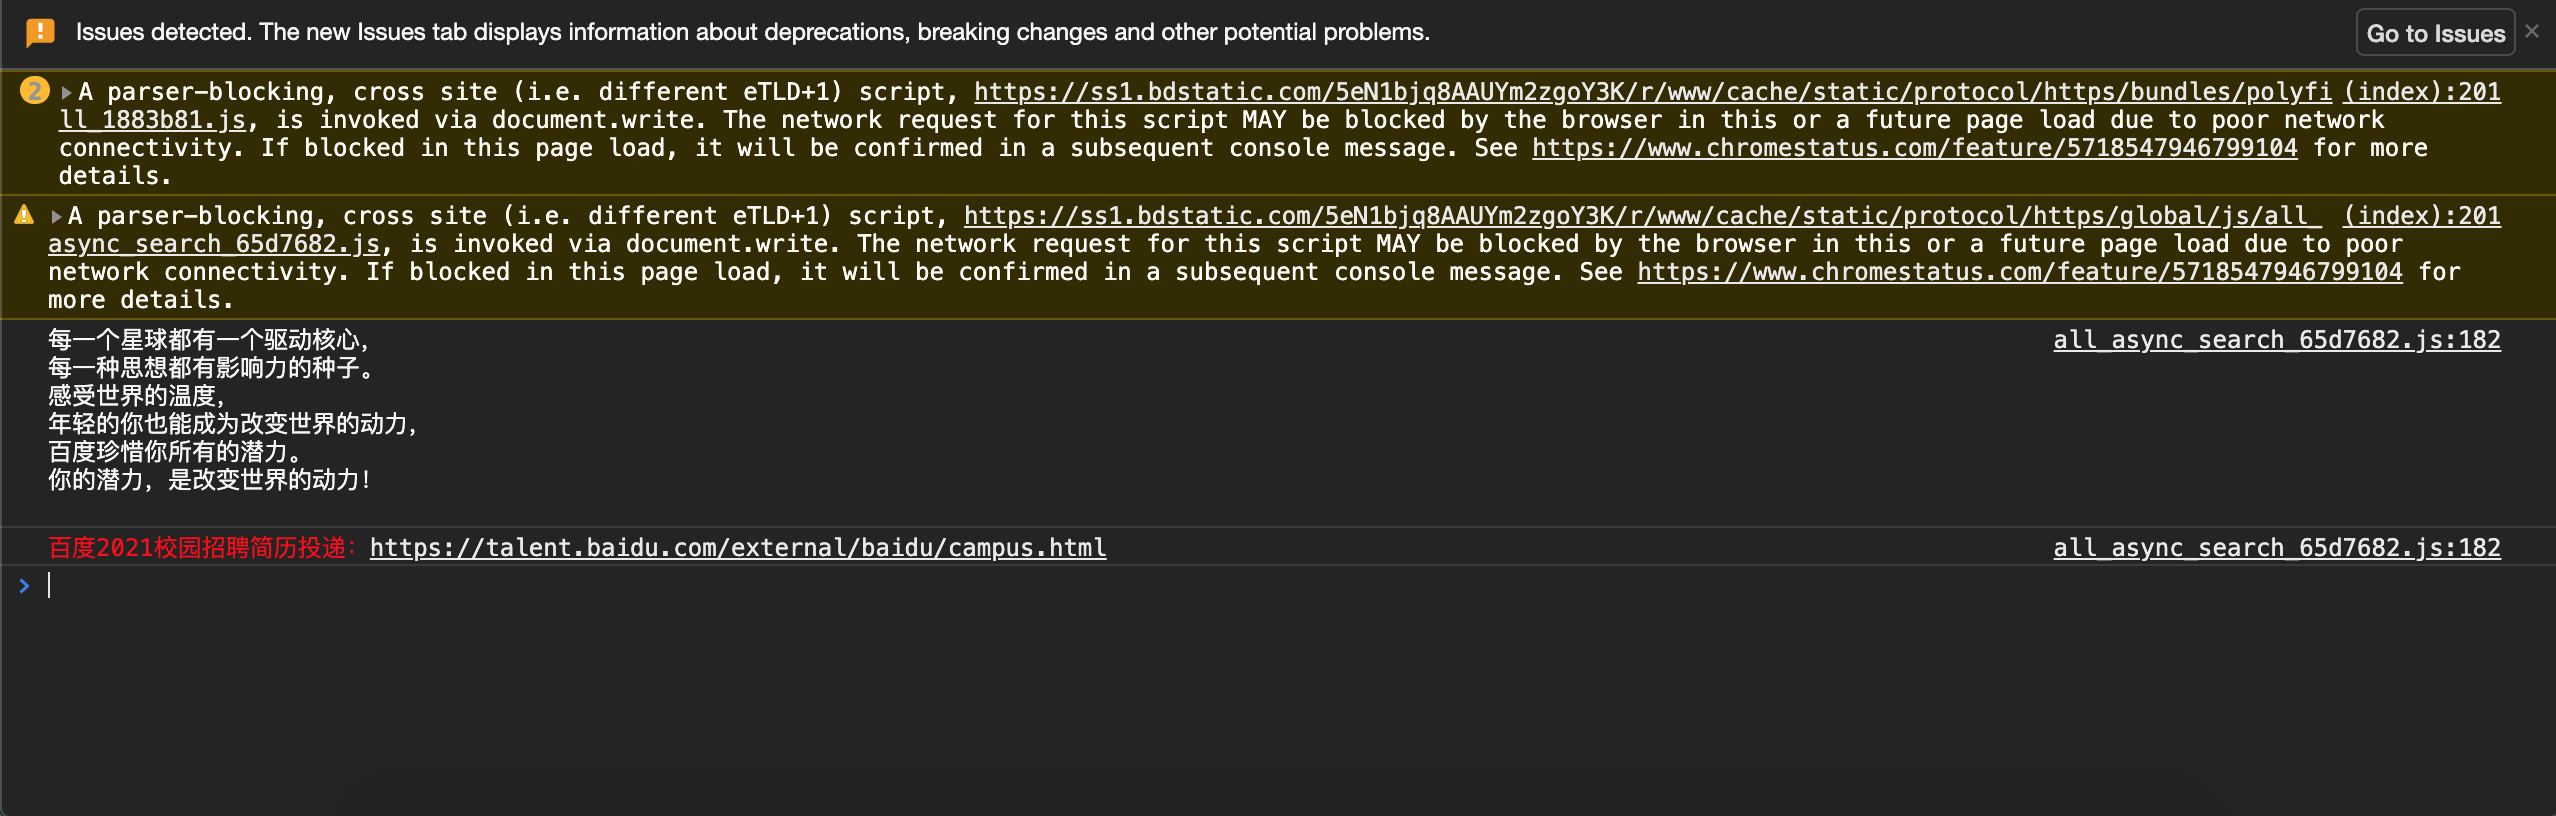 Issues detected. The new Issues tab displays information about deprecations, breaking changes and other potential problems.
Go to Issues ×
2 ▸A parser-blocking, cross site (i.e. different eTLD+1) script, https://ss1.bdstatic.com/5eN1bjq8AAUYm2zgoY3K/r/www/cache/static/protocol/https/bundles/polyfi (index):201
ll_1883b81.js, is invoked via document.write. The network request for this script MAY be blocked by the browser in this or a future page load due to poor network
connectivity. If blocked in this page load, it will be confirmed in a subsequent console message. See https://www.chromestatus.com/feature/5718547946799104 for more
details.
▸A parser-blocking, cross site (i.e. different eTLD+1) script, https://ss1.bdstatic.com/5eN1bjq8AAUYm2zgoY3K/r/www/cache/static/protocol/https/global/js/all_ (index):201
async_search_65d7682.js, is invoked via document.write. The network request for this script MAY be blocked by the browser in this or a future page load due to poor
network connectivity. If blocked in this page load, it will be confirmed in a subsequent console message. See https://www.chromestatus.com/feature/5718547946799104 for
more details.
每一个星球都有一个驱动核心， all_async_search_65d7682.js:182
每一种思想都有影响力的种子。
感受世界的温度，
年轻的你也能成为改变世界的动力，
百度珍惜你所有的潜力。
你的潜力，是改变世界的动力！
百度2021校园招聘简历投递：https://talent.baidu.com/external/baidu/campus.html all_async_search_65d7682.js:182
>